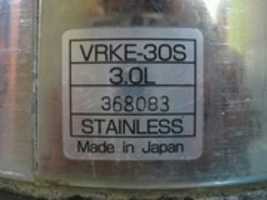 VRKE-30S
3.0L
368083
STAINLESS
Made in Japan